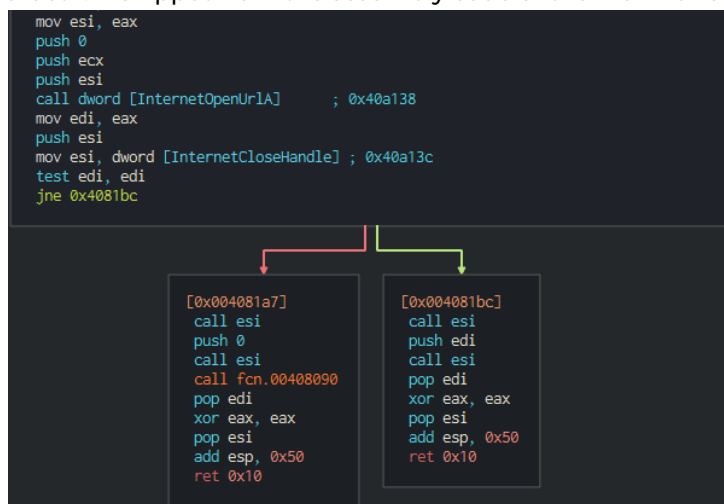 mov esi, eax
push 0
push ecx
push esi
call dword [InternetOpenUrlA] ; 0x40a138
mov edi, eax
push esi
mov esi, dword [InternetCloseHandle] ; 0x40a13c
test edi, edi
jne 0x4081bc
[0x004081a7]
call esi
push 0
call esi
call fcn.00408090
pop edi
xor eax, eax
pop esi
add esp, 0x50
ret 0x10
[0x004081bc]
call esi
push edi
call esi
pop edi
xor eax, eax
pop esi
add esp, 0x50
ret 0x10